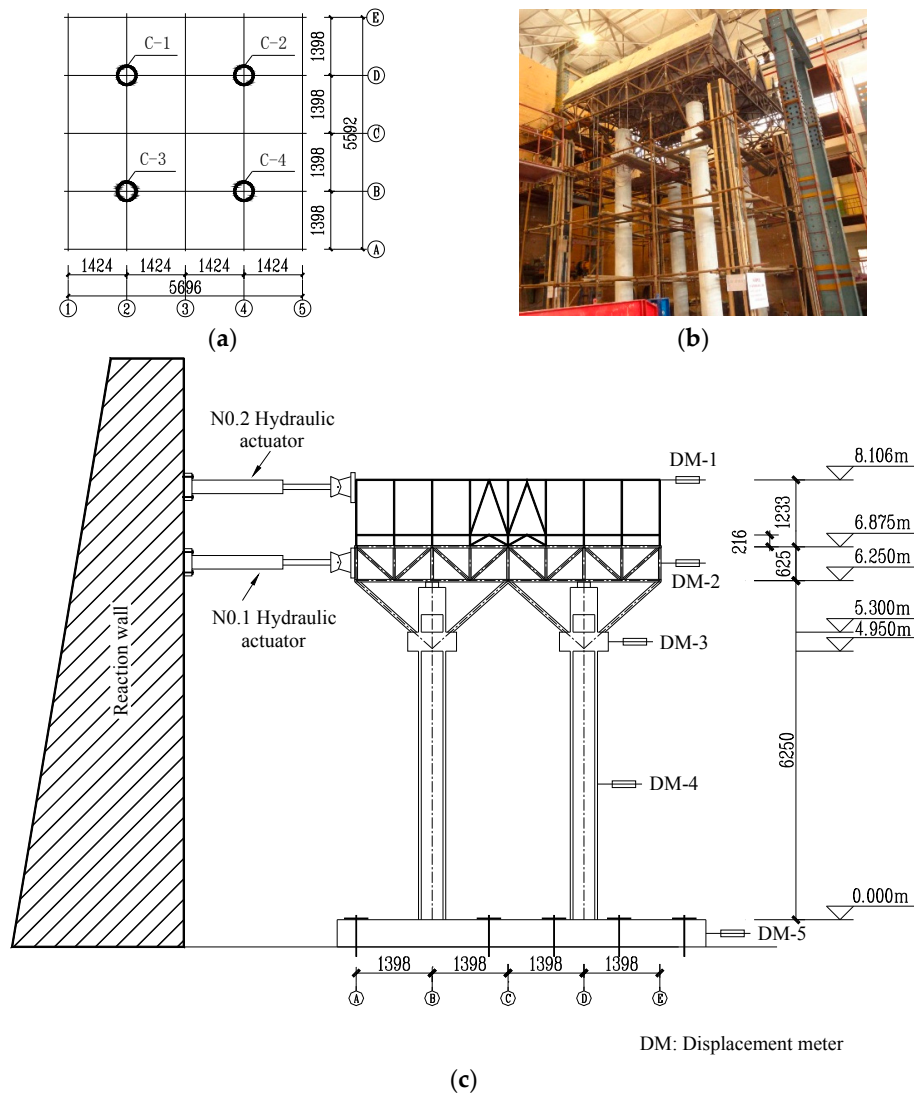 C-1
C-2
C-3
C-4
E
D
C
B
A
1398
1398
1398
1398
5592
1424
1424
1424
1424
5696
1
2
3
4
5
(a)
(b)
N0.2 Hydraulic
actuator
N0.1 Hydraulic
actuator
Reaction wall
DM-1
DM-2
DM-3
DM-4
DM-5
8.106m
6.875m
6.250m
5.300m
4.950m
0.000m
1233
216
625
6250
1398
1398
1398
1398
A
B
C
D
E
DM: Displacement meter
(c)